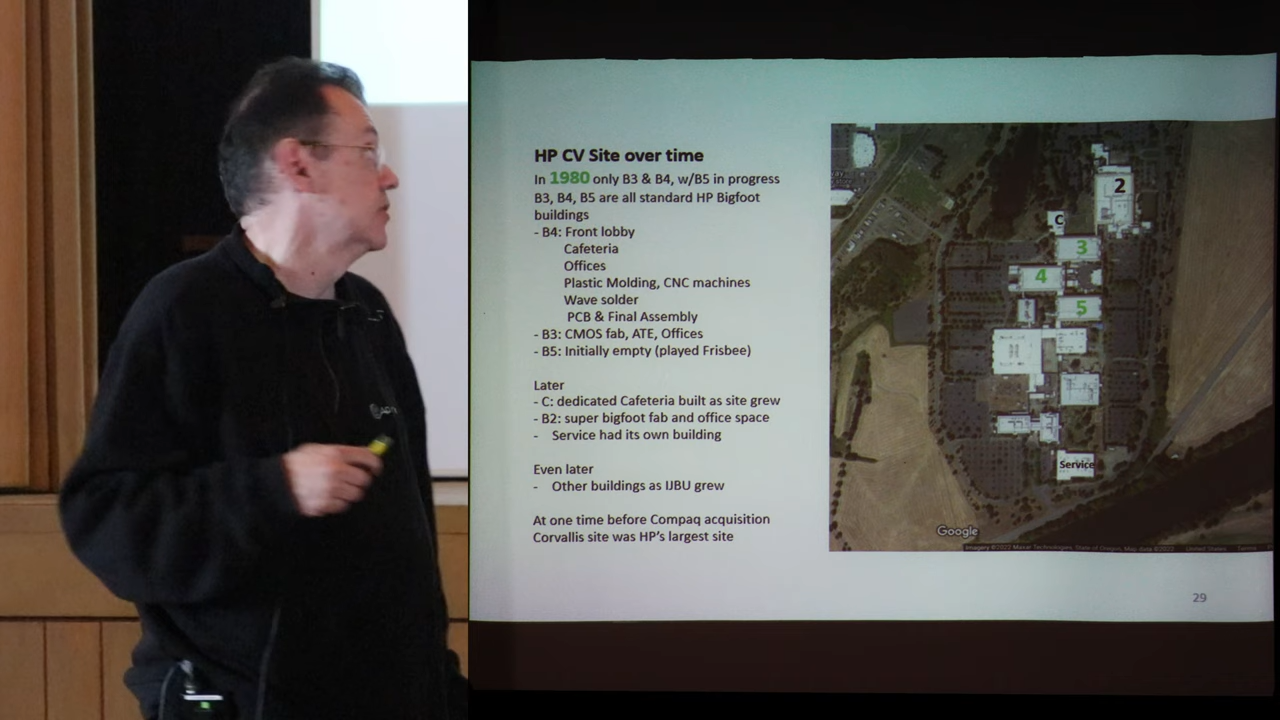 HP CV Site over time
In 1980 only B3 & B4, w/B5 in progress
B3, B4, B5 are all standard HP Bigfoot
buildings
- B4: Front lobby
Cafeteria
Offices
Plastic Molding, CNC machines
Wave solder
PCB & Final Assembly
- B3: CMOS fab, ATE, Offices
- B5: Initially empty (played Frisbee)
Later
- C: dedicated Cafeteria built as site grew
- B2: super bigfoot fab and office space
- Service had its own building
Even later
- Other buildings as IJBU grew
At one time before Compaq acquisition
Corvallis site was HP's largest site
2
C
3
4
5
Service
Google
29